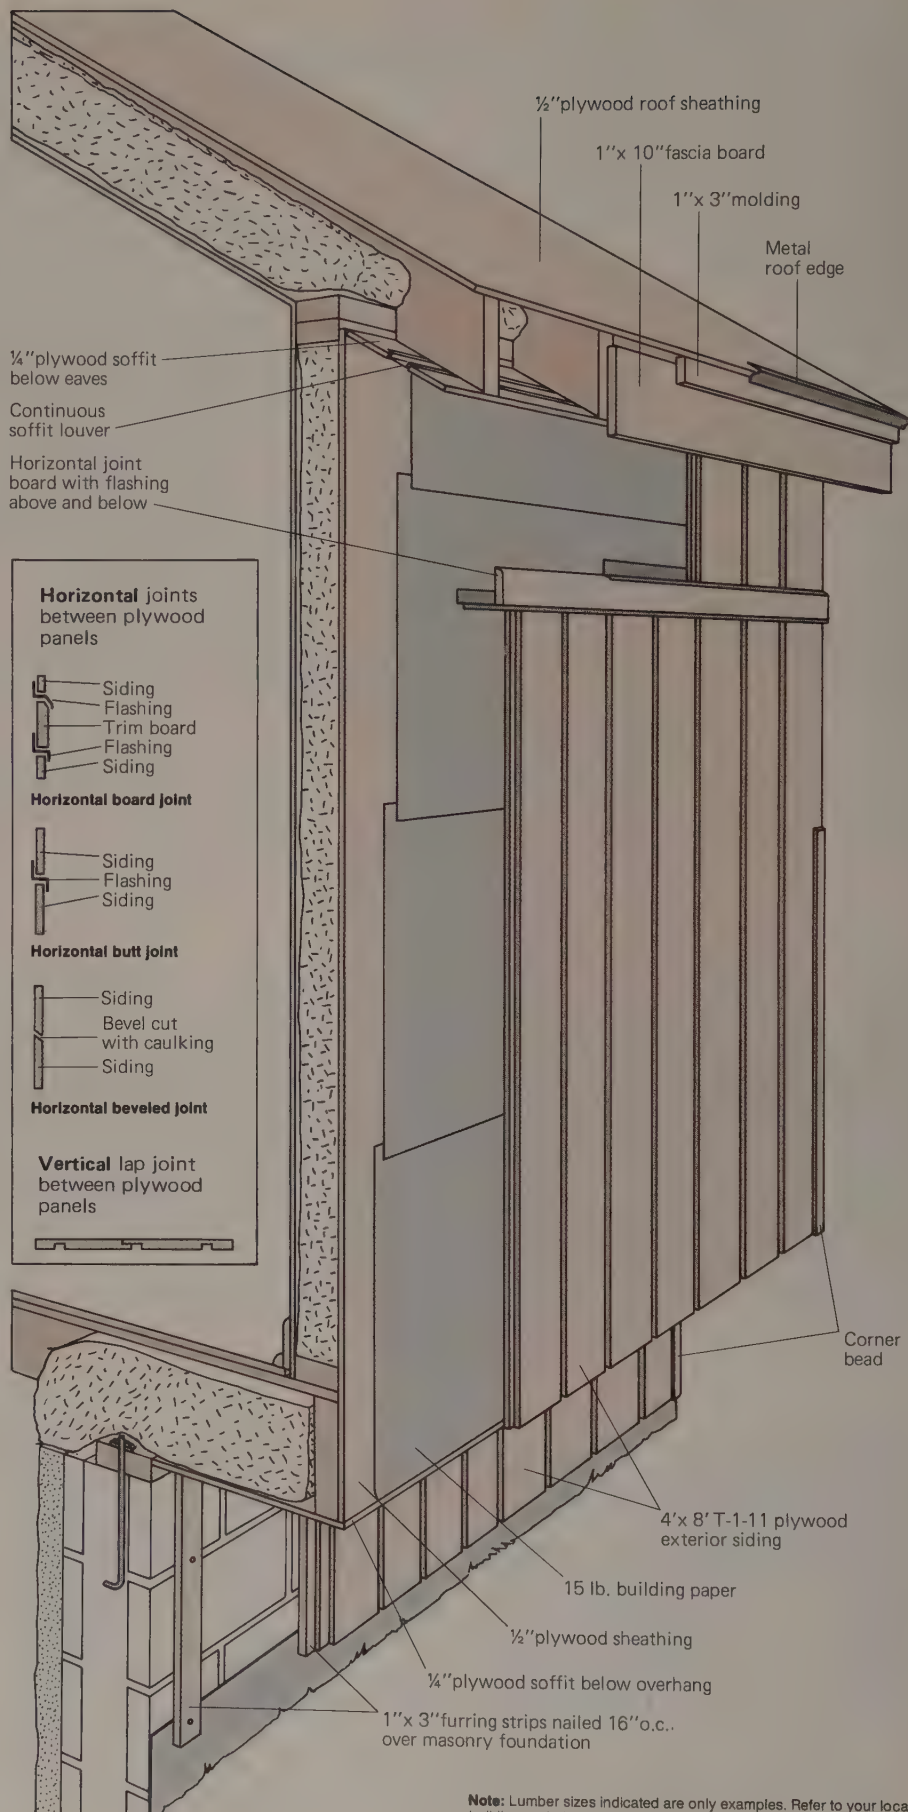 ½"plywood roof sheathing
1"x 10"fascia board
1"x 3"molding
Metal
roof edge
¼"plywood soffit
below eaves
Continuous
soffit louver
Horizontal joint
board with flashing
above and below
Horizontal joints
between plywood
panels
Siding
Flashing
Trim board
Flashing
Siding
Horizontal board joint
Siding
Flashing
Siding
Horizontal butt joint
Siding
Bevel cut
with caulking
Siding
Horizontal beveled joint
Vertical lap joint
between plywood
panels
Corner
bead
4'x 8' T-1-11 plywood
exterior siding
15 lb. building paper
½"plywood sheathing
¼"plywood soffit below overhang
1"x 3"furring strips nailed 16"o.c..
over masonry foundation
Note: Lumber sizes indicated are only examples. Refer to your loca